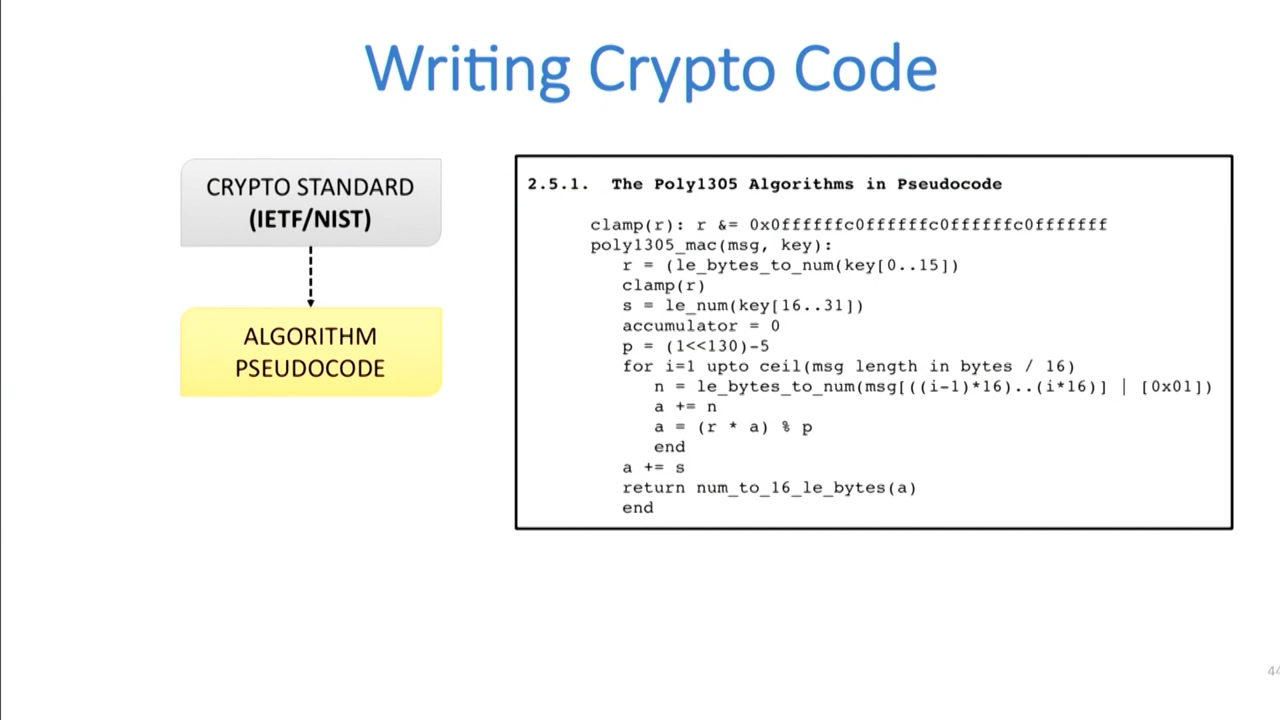 Writing Crypto Code
CRYPTO STANDARD
(IETF/NIST)
ALGORITHM
PSEUDOCODE
2.5.1. The Poly1305 Algorithms in Pseudocode
clamp(r): r &= 0x0ffffffc0ffffffc0ffffffc0fffffff
poly1305_mac(msg, key):
r = (le_bytes_to_num(key[0..15])
clamp(r)
s = le_num(key[16..31])
accumulator = 0
p = (1<<130)-5
for i=1 upto ceil(msg length in bytes / 16)
n = le_bytes_to_num(msg[((i-1)*16)..(i*16)] | [0x01])
a += n
a = (r * a) % p
end
a += s
return num_to_16_le_bytes(a)
end
44